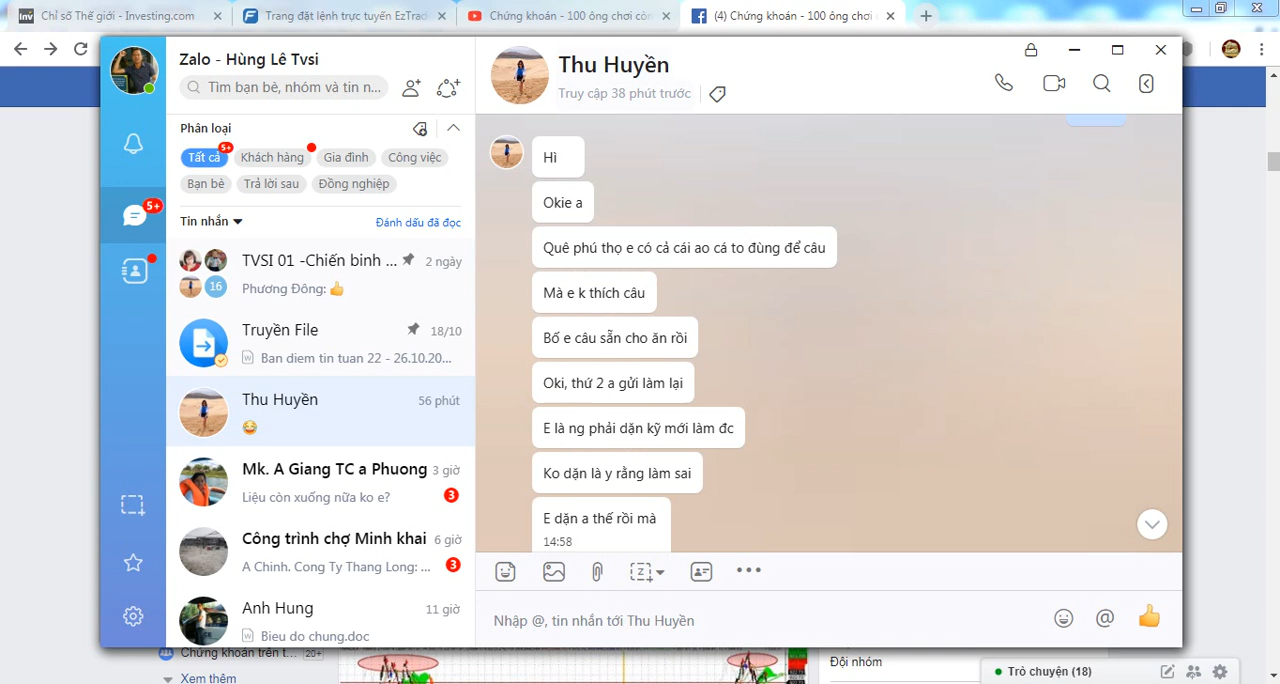 Chỉ số Thế giới - Investing.com
Trang đặt lệnh trực tuyến EzTrad
Chứng khoán - 100 ông chơi còn
(4) Chứng khoán - 100 ông chơi
Zalo - Hùng Lê Tvsi
Tìm bạn bè, nhóm và tin n...
Phân loại
Tất cả
5+
Khách hàng
Gia đình
Công việc
Bạn bè
Trả lời sau
Đồng nghiệp
5+
Tin nhắn
Đánh dấu đã đọc
TVSI 01 -Chiến binh ...
2 ngày
16
Phương Đông: 👍
Truyền File
18/10
Ban diem tin tuan 22 - 26.10.20...
Thu Huyền
56 phút
😂
Mk. A Giang TC a Phuong
3 giờ
Liệu còn xuống nữa ko e?
3
Công trình chợ Minh khai
6 giờ
A Chinh. Cong Ty Thang Long: ...
3
Anh Hung
11 giờ
Bieu do chung.doc
Thu Huyền
Truy cập 38 phút trước
Hì
Okie a
Quê phú thọ e có cả cái ao cá to đùng để câu
Mà e k thích câu
Bố e câu sẵn cho ăn rồi
Oki, thứ 2 a gửi làm lại
E là ng phải dặn kỹ mới làm đc
Ko dặn là y rằng làm sai
E dặn a thế rồi mà
14:58
Nhập @, tin nhắn tới Thu Huyền
Chứng khoán trên t...
20+
Xem thêm
Đội nhóm
Trò chuyện (18)